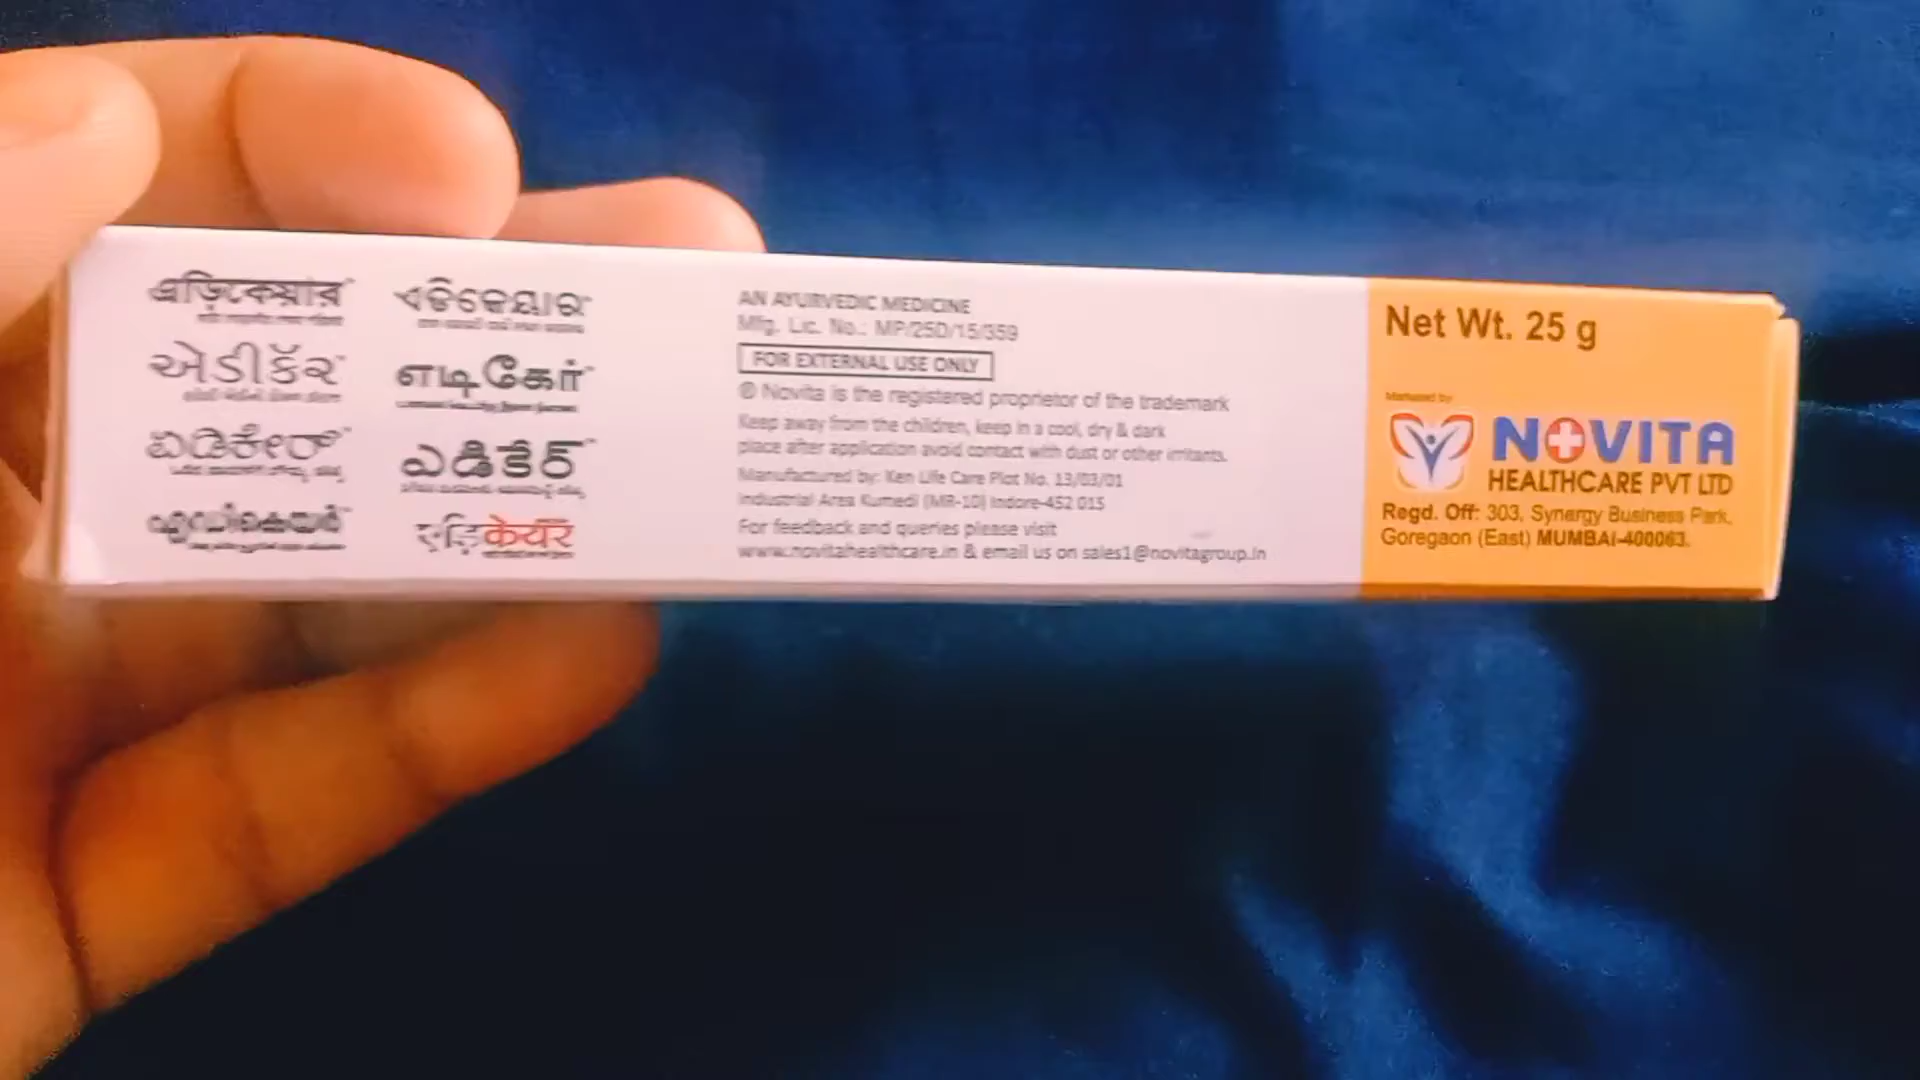 এড়িকেয়ার
ଏଡିକେୟାର
એડીકૅર
எடிகேர்
ఎడికేర్
ಎಡಿಕೇರ್
എഡികെയർ
एड़िकेयर
AN AYURVEDIC MEDICINE
Mfg. Lic. No.: MP/25D/15/359
FOR EXTERNAL USE ONLY
® Novita is the registered proprietor of the trademark
Keep away from the children, keep in a cool, dry & dark
place after application avoid contact with dust or other irritants.
Manufactured by: Ken Life Care Plot No. 13/03/01
Industrial Area Kumedi (MR-10) Indore-452 015
For feedback and queries please visit
www.novitahealthcare.in & email us on sales1@novitagroup.in
Net Wt. 25 g
Marketed by
NOVITA
HEALTHCARE PVT LTD
Regd. Off: 303, Synergy Business Park,
Goregaon (East) MUMBAI-400063.